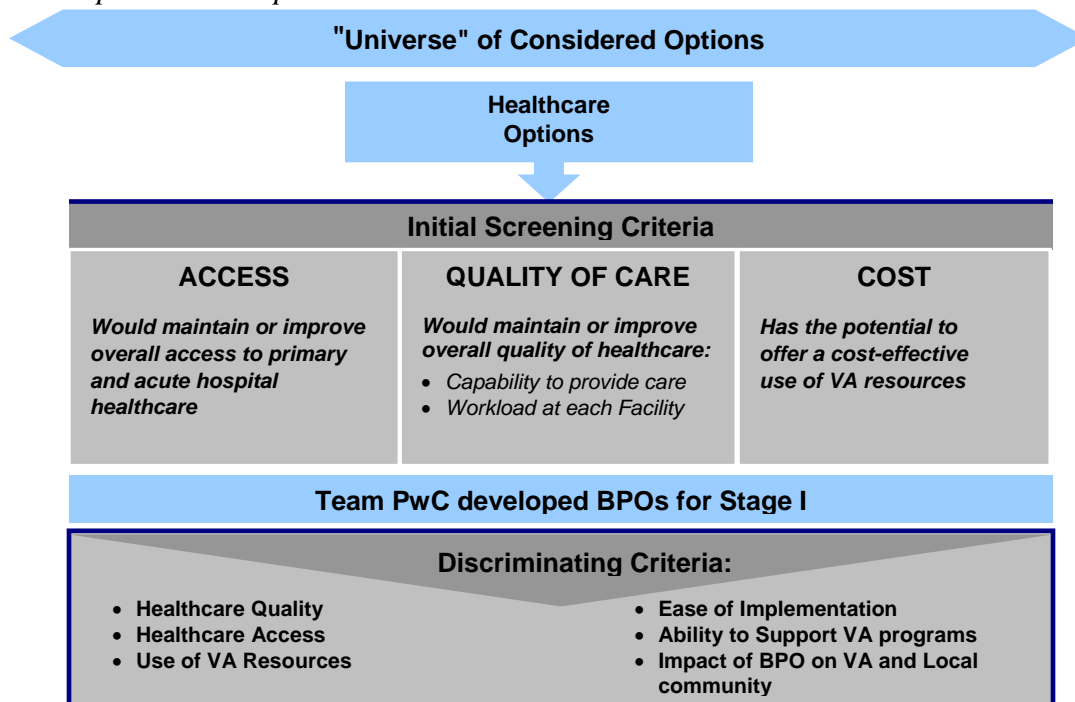 "Universe" of Considered Options
Healthcare
Options
Initial Screening Criteria
ACCESS
Would maintain or improve
overall access to primary
and acute hospital
healthcare
QUALITY OF CARE
Would maintain or improve
overall quality of healthcare:
• Capability to provide care
• Workload at each Facility
COST
Has the potential to
offer a cost-effective
use of VA resources
Team PwC developed BPOs for Stage I
Discriminating Criteria:
• Healthcare Quality
• Healthcare Access
• Use of VA Resources
• Ease of Implementation
• Ability to Support VA programs
• Impact of BPO on VA and Local
community